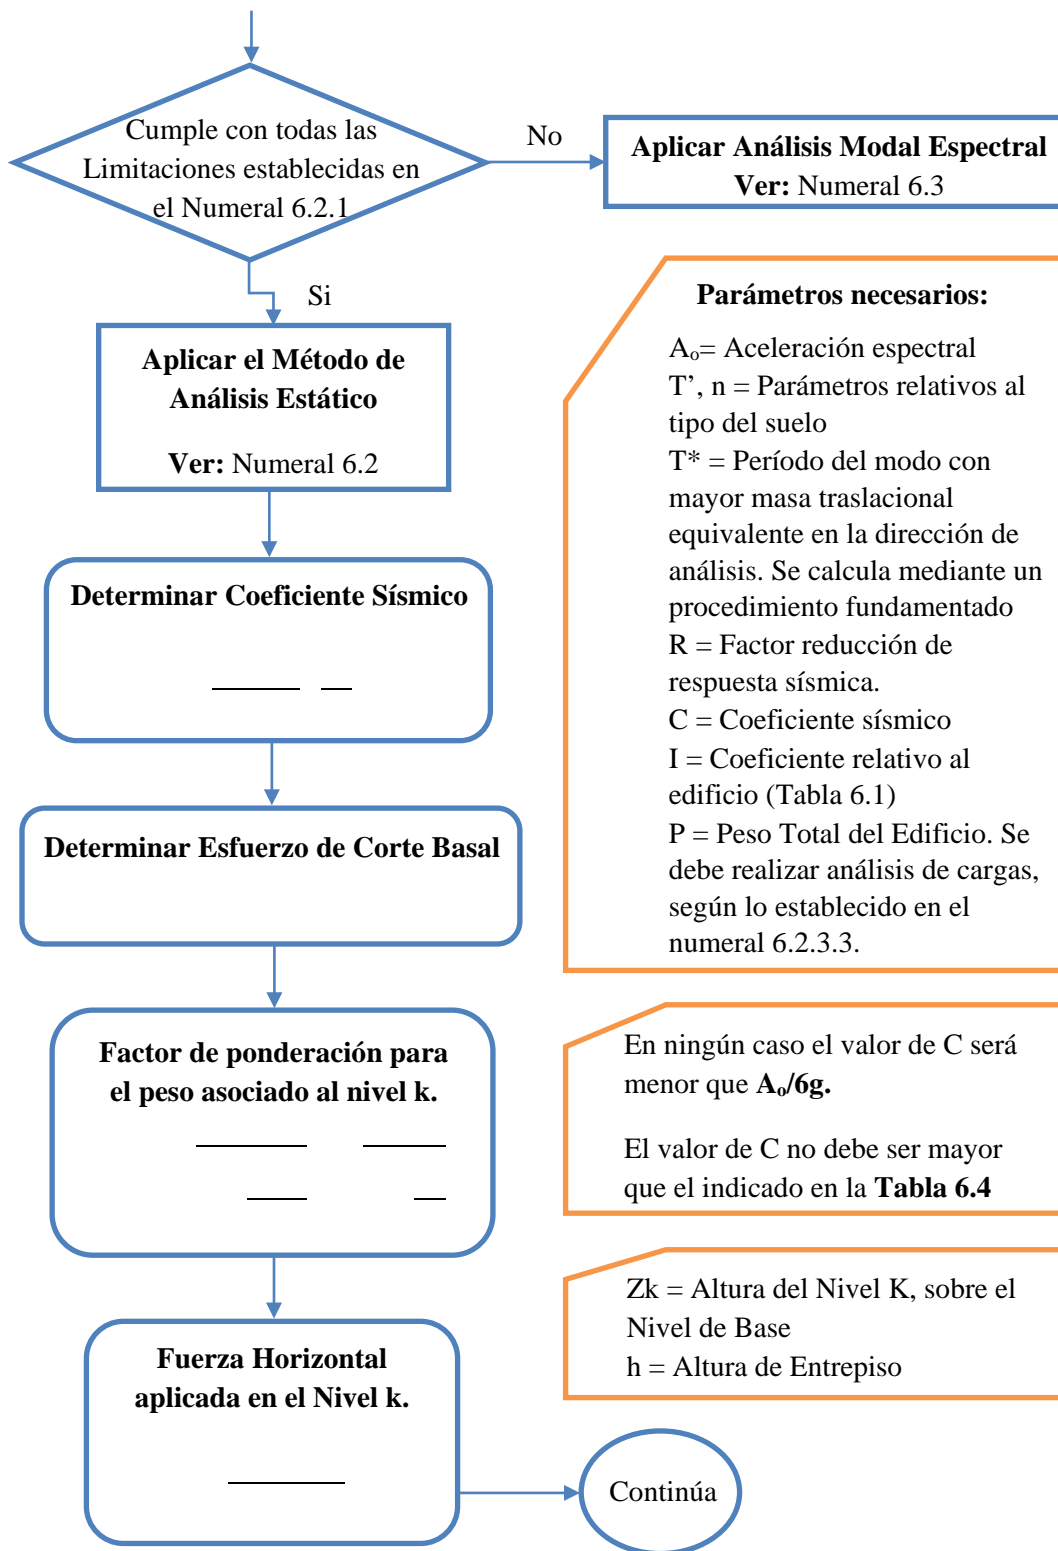 Cumple con todas las
Limitaciones establecidas en
el Numeral 6.2.1
No
Aplicar Análisis Modal Espectral
Ver: Numeral 6.3
Si
Aplicar el Método de
Análisis Estático
Ver: Numeral 6.2
Determinar Coeficiente Sísmico
Determinar Esfuerzo de Corte Basal
Factor de ponderación para
el peso asociado al nivel k.
Fuerza Horizontal
aplicada en el Nivel k.
Continúa
Parámetros necesarios:
Aₒ= Aceleración espectral
T’, n = Parámetros relativos al
tipo del suelo
T* = Período del modo con
mayor masa traslacional
equivalente en la dirección de
análisis. Se calcula mediante un
procedimiento fundamentado
R = Factor reducción de
respuesta sísmica.
C = Coeficiente sísmico
I = Coeficiente relativo al
edificio (Tabla 6.1)
P = Peso Total del Edificio. Se
debe realizar análisis de cargas,
según lo establecido en el
numeral 6.2.3.3.
En ningún caso el valor de C será
menor que Aₒ/6g.
El valor de C no debe ser mayor
que el indicado en la Tabla 6.4
Zk = Altura del Nivel K, sobre el
Nivel de Base
h = Altura de Entrepiso